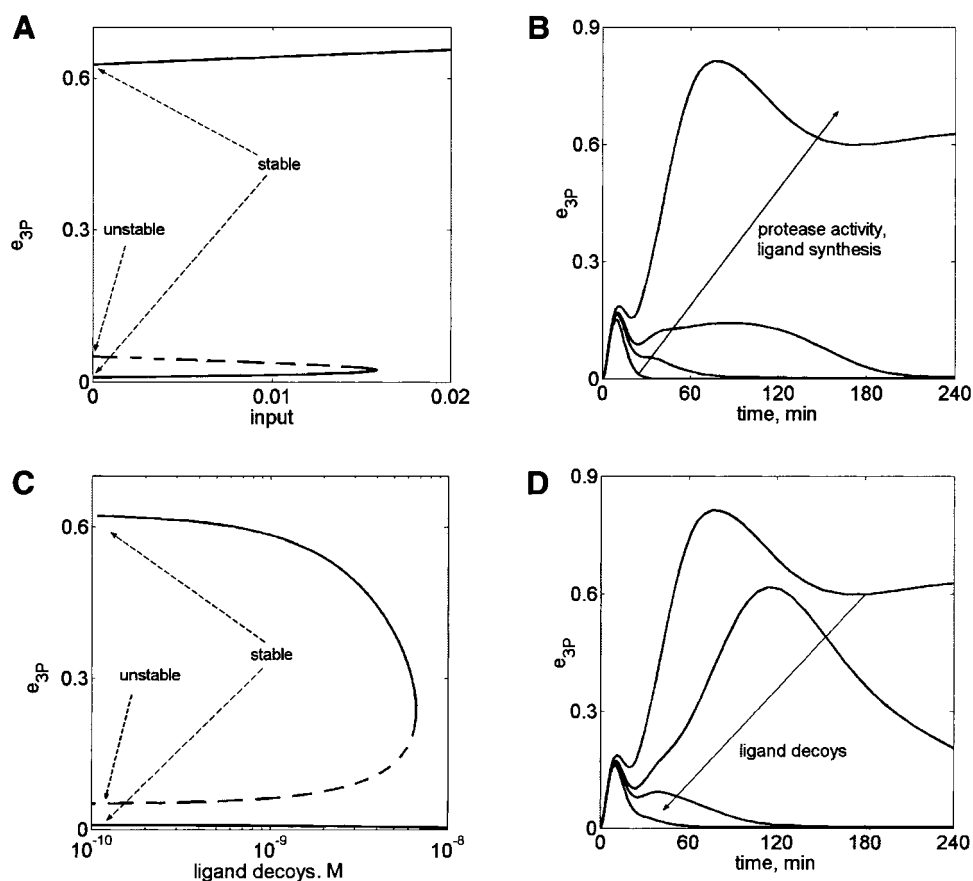 A
0.6
0.3
0
e3P
stable
unstable
0 0.01 0.02
input
B
0.9
0.6
0.3
0
e3P
protease activity,
ligand synthesis
0 60 120 180 240
time, min
C
0.6
0.3
0
e3P
stable
unstable
10^-10 10^-9 10^-8
ligand decoys. M
D
0.9
0.6
0.3
0
e3P
ligand decoys
0 60 120 180 240
time, min